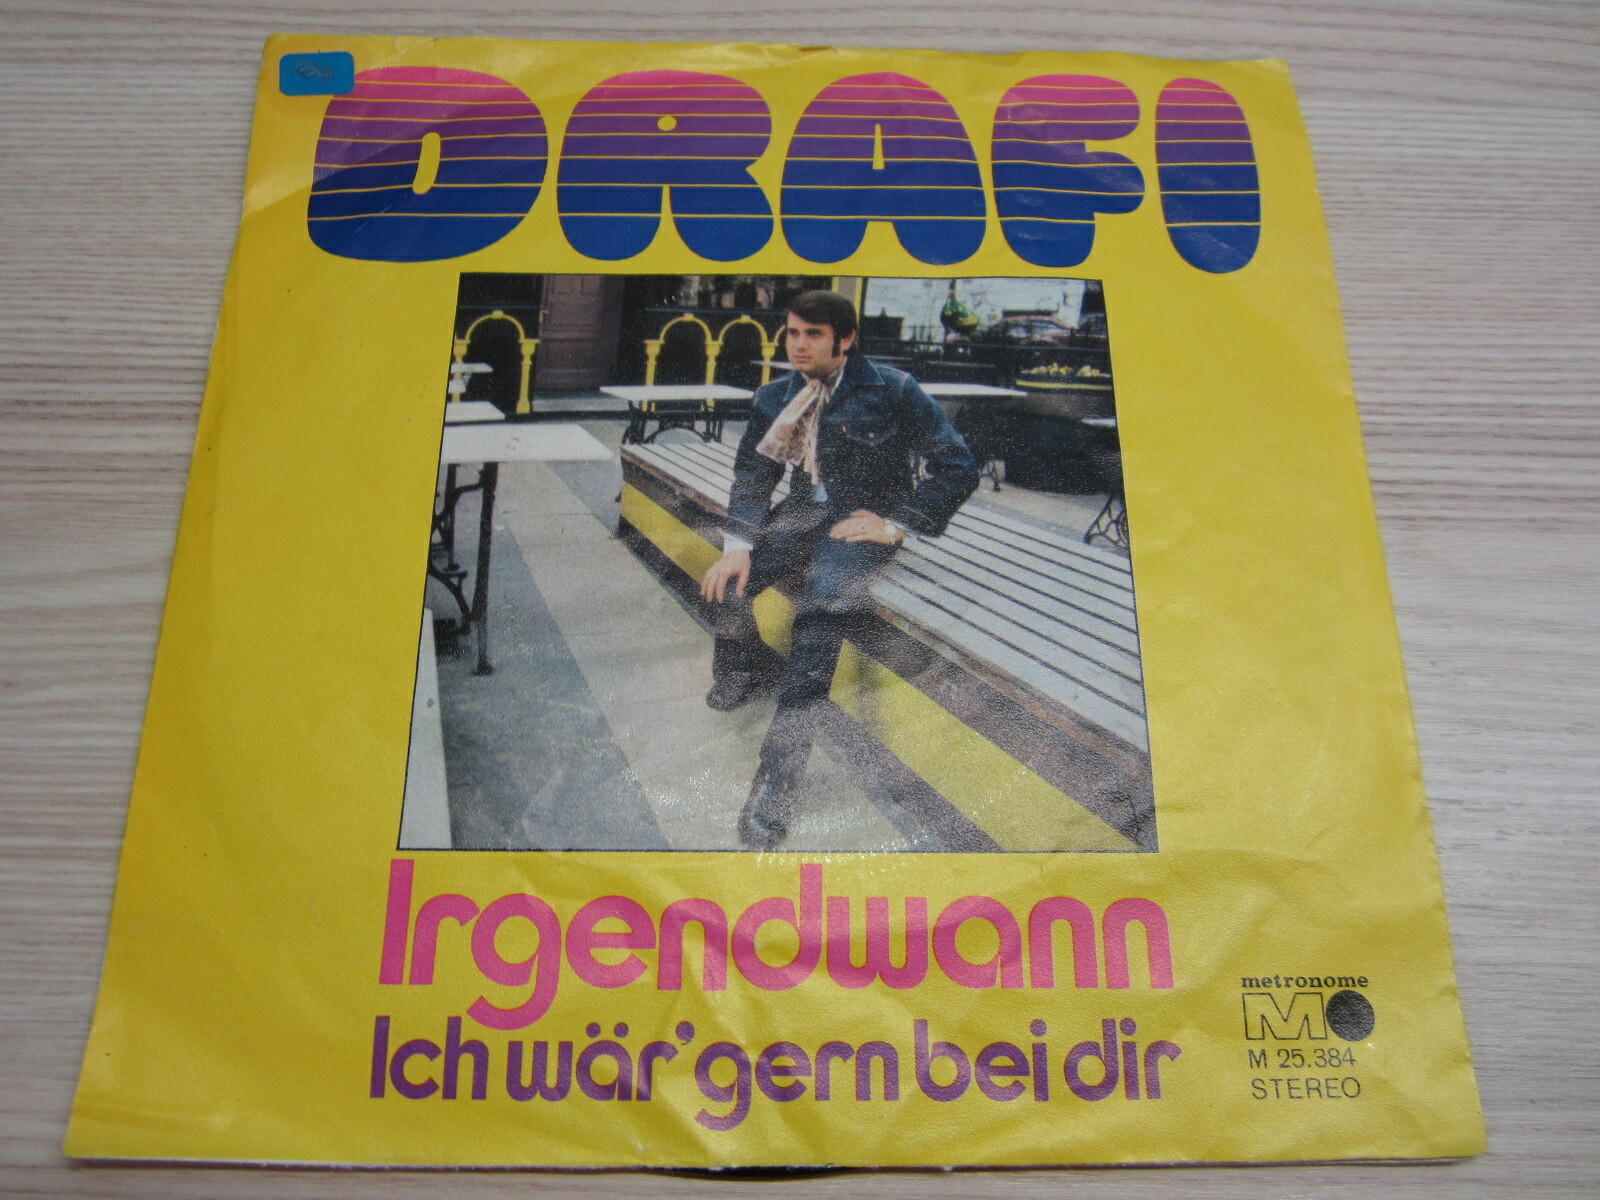 DRAFI
Irgendwann
Ich wär' gern bei dir
metronome
M
M 25.384
STEREO